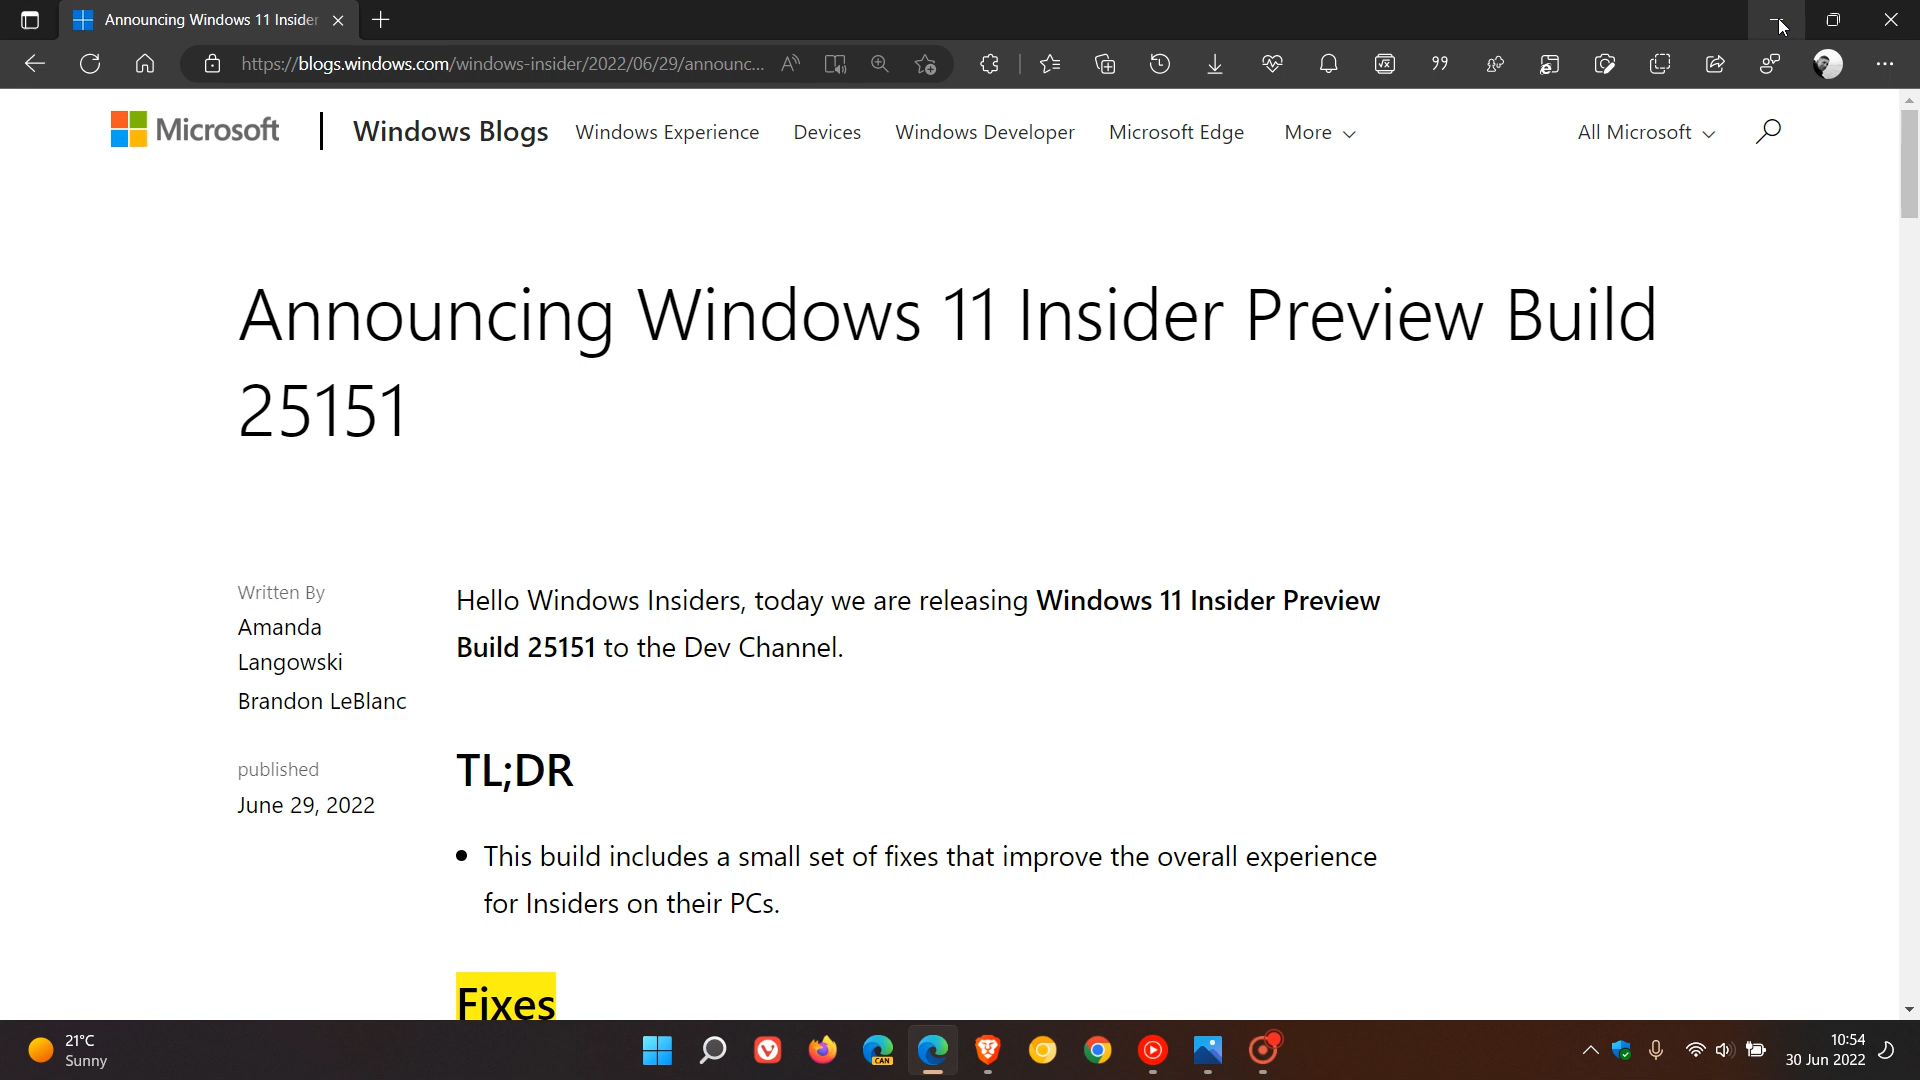 Announcing Windows 11 Insider
https://blogs.windows.com/windows-insider/2022/06/29/announc...
Microsoft
Windows Blogs
Windows Experience
Devices
Windows Developer
Microsoft Edge
More
All Microsoft
Announcing Windows 11 Insider Preview Build
25151
Written By
Amanda
Langowski
Brandon LeBlanc
published
June 29, 2022
Hello Windows Insiders, today we are releasing Windows 11 Insider Preview
Build 25151 to the Dev Channel.
TL;DR
• This build includes a small set of fixes that improve the overall experience
for Insiders on their PCs.
Fixes
21°C
Sunny
CAN
10:54
30 Jun 2022